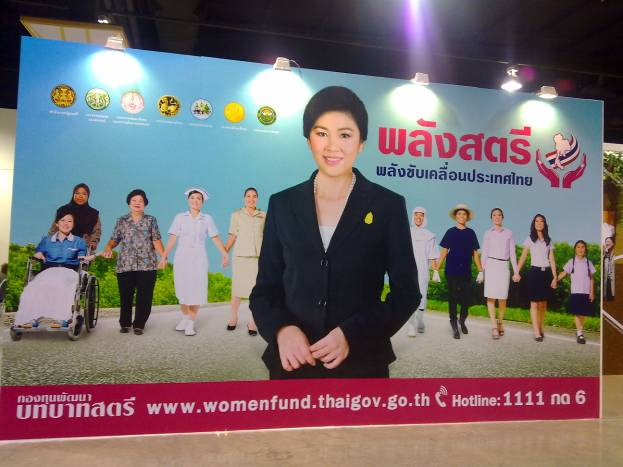 พลังสตรี
พลังขับเคลื่อนประเทศไทย
กองทุนพัฒนา
บทบาทสตรี www.womenfund.thaigov.go.th Hotline: 1111 กด 6